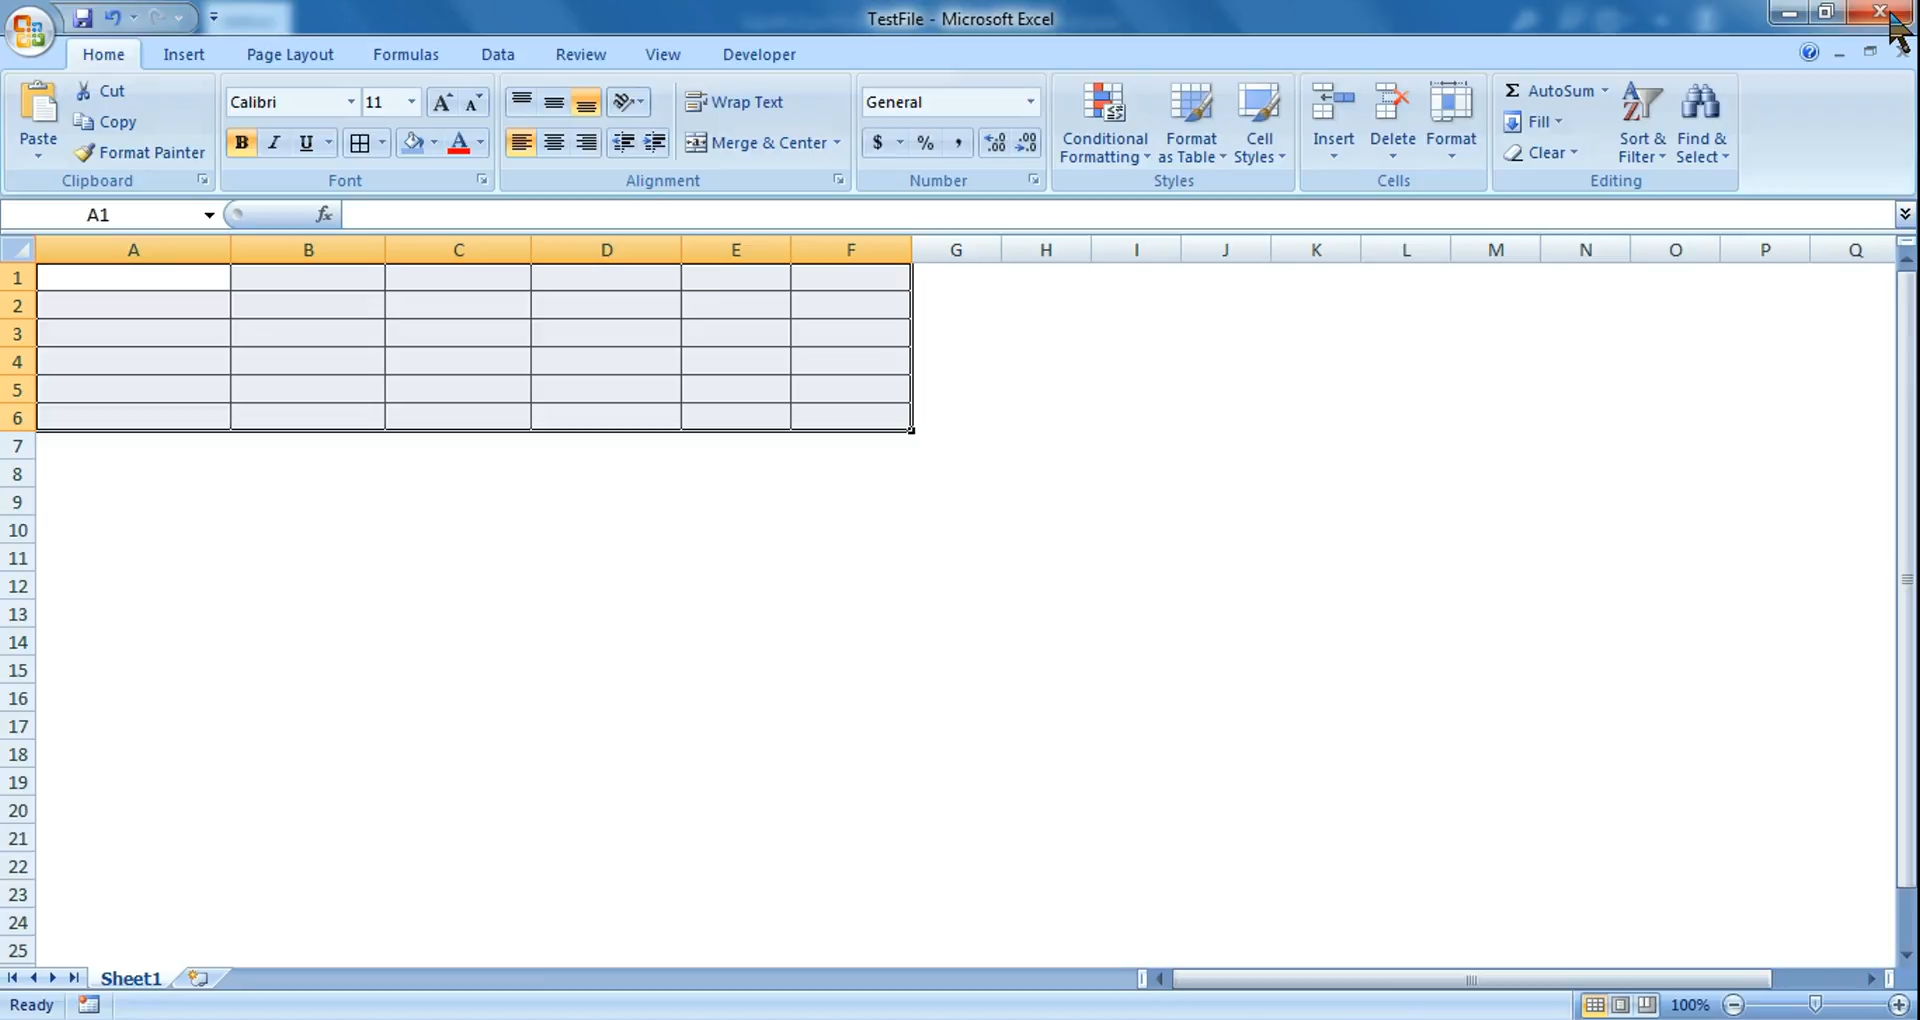 TestFile - Microsoft Excel
Home Insert Page Layout Formulas Data Review View Developer
Paste Cut Calibri 11 Wrap Text General Conditional Formatting Format as Table Cell Styles Insert Delete Format AutoSum Sort & Filter Find & Select
Copy Fill
Format Painter B I U A Merge & Center $ % , .00 Clear
Clipboard Font Alignment Number Styles Cells Editing
A1 fx
A B C D E F G H I J K L M N O P Q
1
2
3
4
5
6
7
8
9
10
11
12
13
14
15
16
17
18
19
20
21
22
23
24
25
Sheet1
Ready 100%